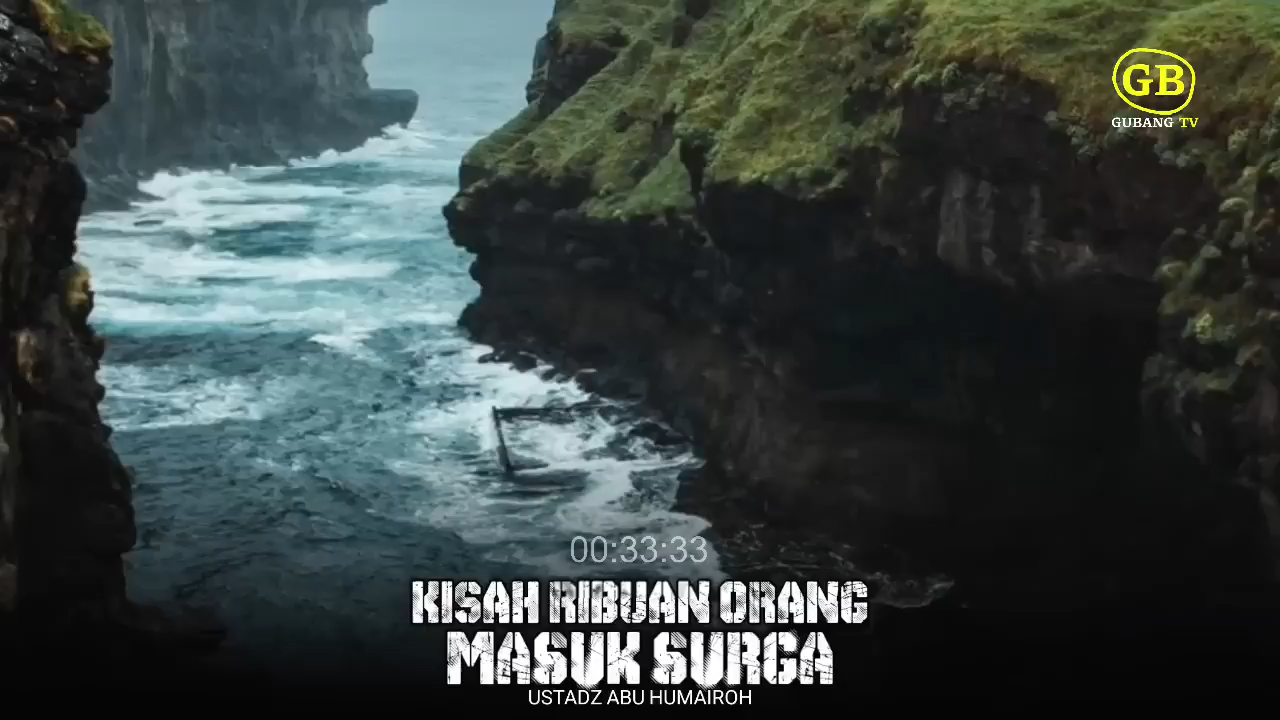 GB
GUBANG TV
00:33:33
KISAH RIBUAN ORANG
MASUK SURGA
USTADZ ABU HUMAIROH